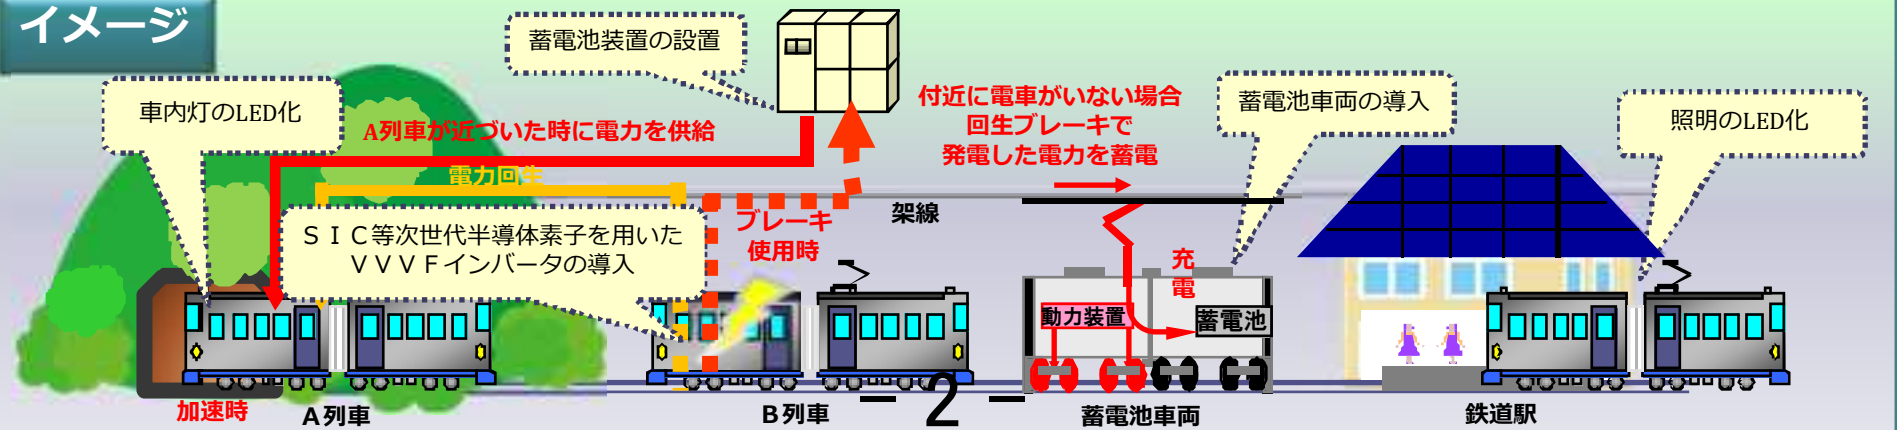 イメージ
蓄電池装置の設置
車内灯のLED化
A列車が近づいた時に電力を供給
付近に電車がいない場合
回生ブレーキで
発電した電力を蓄電
蓄電池車両の導入
照明のLED化
電力回生
ＳＩＣ等次世代半導体素子を用いた
ＶＶＶＦインバータの導入
ブレーキ
使用時
架線
充
電
動力装置
蓄電池
加速時
A列車
B列車
－2－
蓄電池車両
鉄道駅